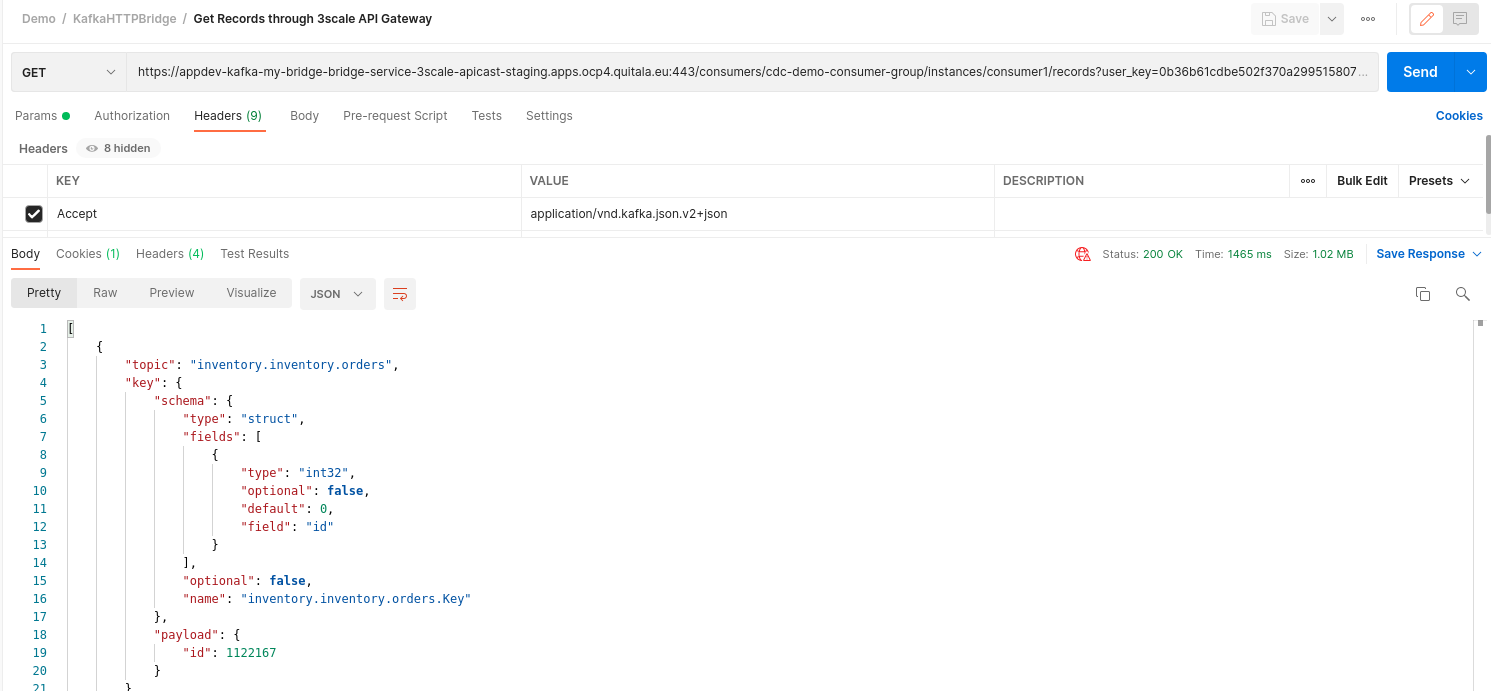 Demo / KafkaHTTPBridge / Get Records through 3scale API Gateway
Save
GET
https://appdev-kafka-my-bridge-bridge-service-3scale-apicast-staging.apps.ocp4.quitala.eu:443/consumers/cdc-demo-consumer-group/instances/consumer1/records?user_key=0b36b61cdbe502f370a299515807...
Send
Params Authorization Headers (9) Body Pre-request Script Tests Settings Cookies
Headers 8 hidden
KEY VALUE DESCRIPTION Bulk Edit Presets
Accept application/vnd.kafka.json.v2+json
Body Cookies (1) Headers (4) Test Results Status: 200 OK Time: 1465 ms Size: 1.02 MB Save Response
Pretty Raw Preview Visualize JSON
1 [
2 {
3 "topic": "inventory.inventory.orders",
4 "key": {
5 "schema": {
6 "type": "struct",
7 "fields": [
8 {
9 "type": "int32",
10 "optional": false,
11 "default": 0,
12 "field": "id"
13 }
14 ],
15 "optional": false,
16 "name": "inventory.inventory.orders.Key"
17 },
18 "payload": {
19 "id": 1122167
20 }
21 }